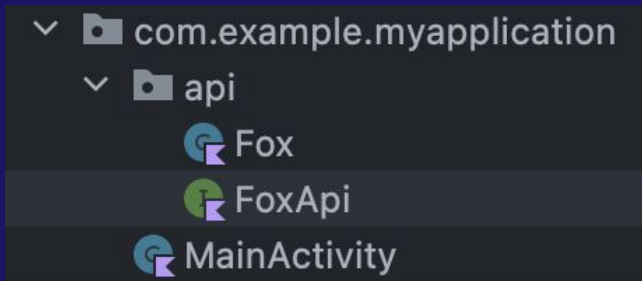 com.example.myapplication
api
Fox
FoxApi
MainActivity